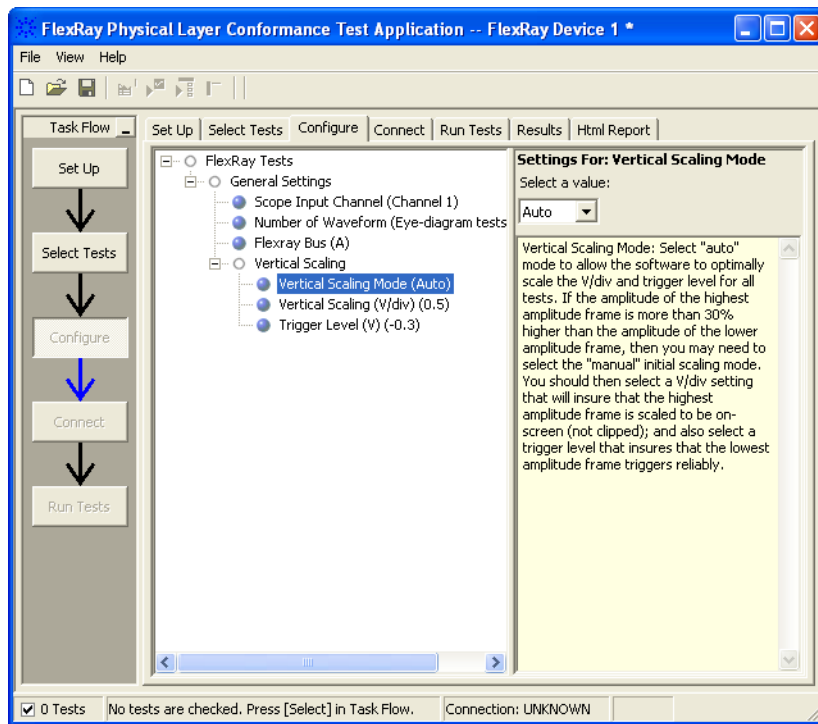 FlexRay Physical Layer Conformance Test Application -- FlexRay Device 1 *
File View Help
Task Flow
Set Up
Select Tests
Configure
Connect
Run Tests
Set Up Select Tests Configure Connect Run Tests Results Html Report
FlexRay Tests
General Settings
Scope Input Channel (Channel 1)
Number of Waveform (Eye-diagram tests
Flexray Bus (A)
Vertical Scaling
Vertical Scaling Mode (Auto)
Vertical Scaling (V/div) (0.5)
Trigger Level (V) (-0.3)
Settings For: Vertical Scaling Mode
Select a value:
Auto
Vertical Scaling Mode: Select "auto"
mode to allow the software to optimally
scale the V/div and trigger level for all
tests. If the amplitude of the highest
amplitude frame is more than 30%
higher than the amplitude of the lower
amplitude frame, then you may need to
select the "manual" initial scaling mode.
You should then select a V/div setting
that will insure that the highest
amplitude frame is scaled to be on-
screen (not clipped); and also select a
trigger level that insures that the lowest
amplitude frame triggers reliably.
0 Tests No tests are checked. Press [Select] in Task Flow. Connection: UNKNOWN